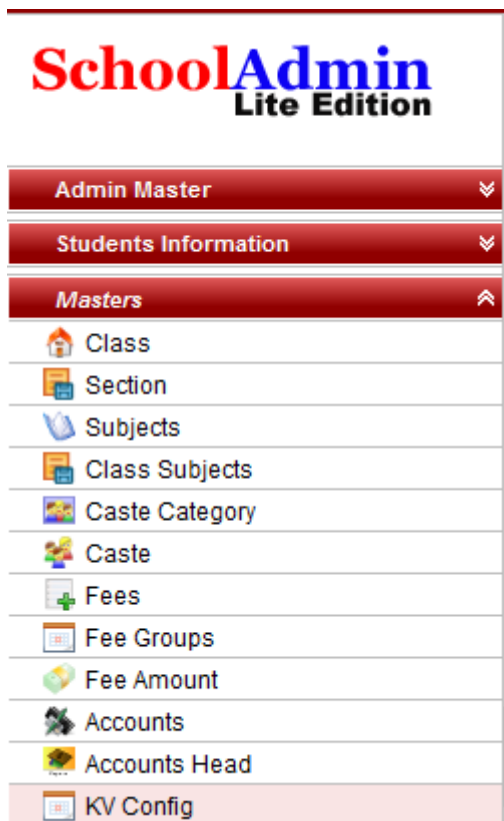 SchoolAdmin
Lite Edition
Admin Master
Students Information
Masters
Class
Section
Subjects
Class Subjects
Caste Category
Caste
Fees
Fee Groups
Fee Amount
Accounts
Accounts Head
KV Config